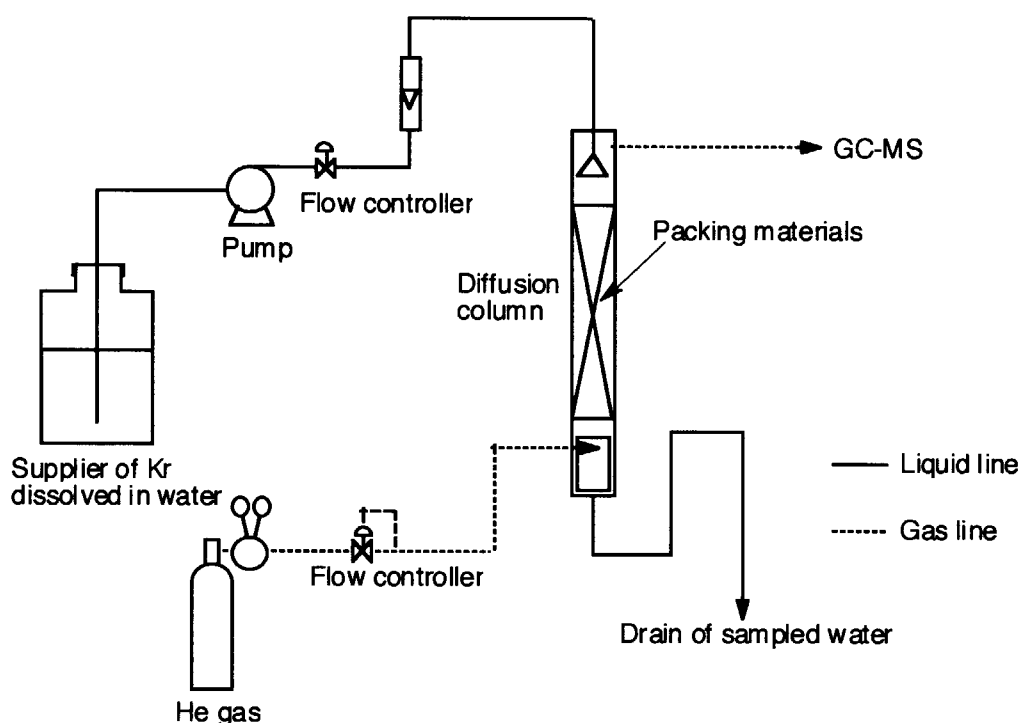 GC-MS
Flow controller
Pump
Packing materials
Diffusion
column
Supplier of Kr
dissolved in water
Liquid line
Gas line
Flow controller
Drain of sampled water
He gas